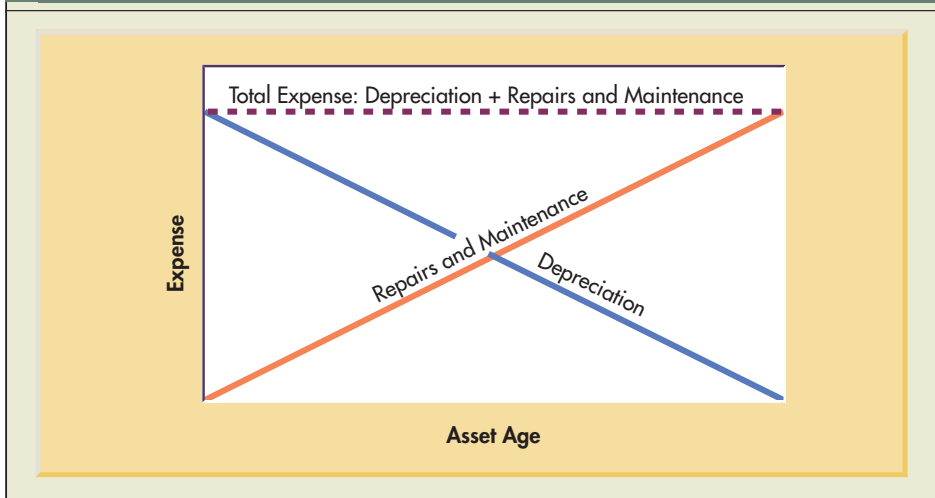 Total Expense: Depreciation + Repairs and Maintenance
Repairs and Maintenance
Depreciation
Expense
Asset Age